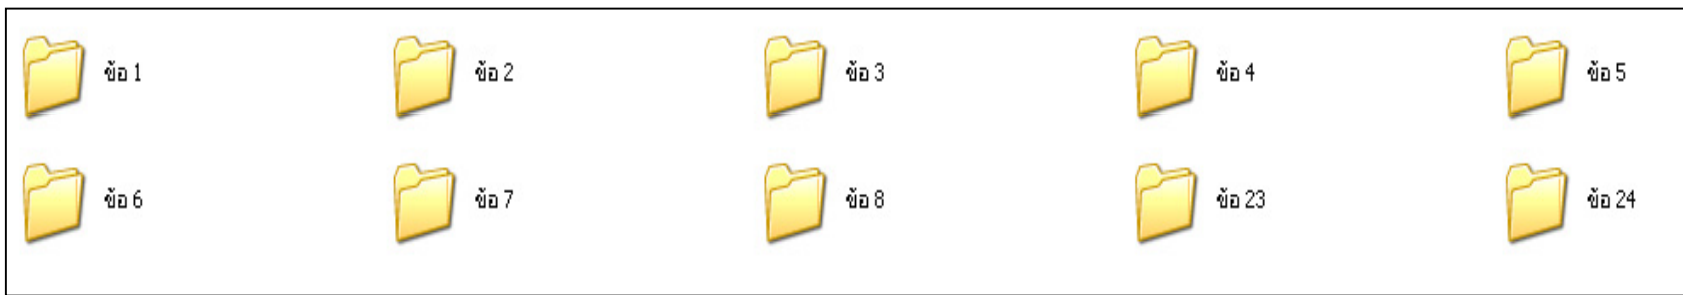 ข้อ 1 ข้อ 2 ข้อ 3 ข้อ 4 ข้อ 5
ข้อ 6 ข้อ 7 ข้อ 8 ข้อ 23 ข้อ 24